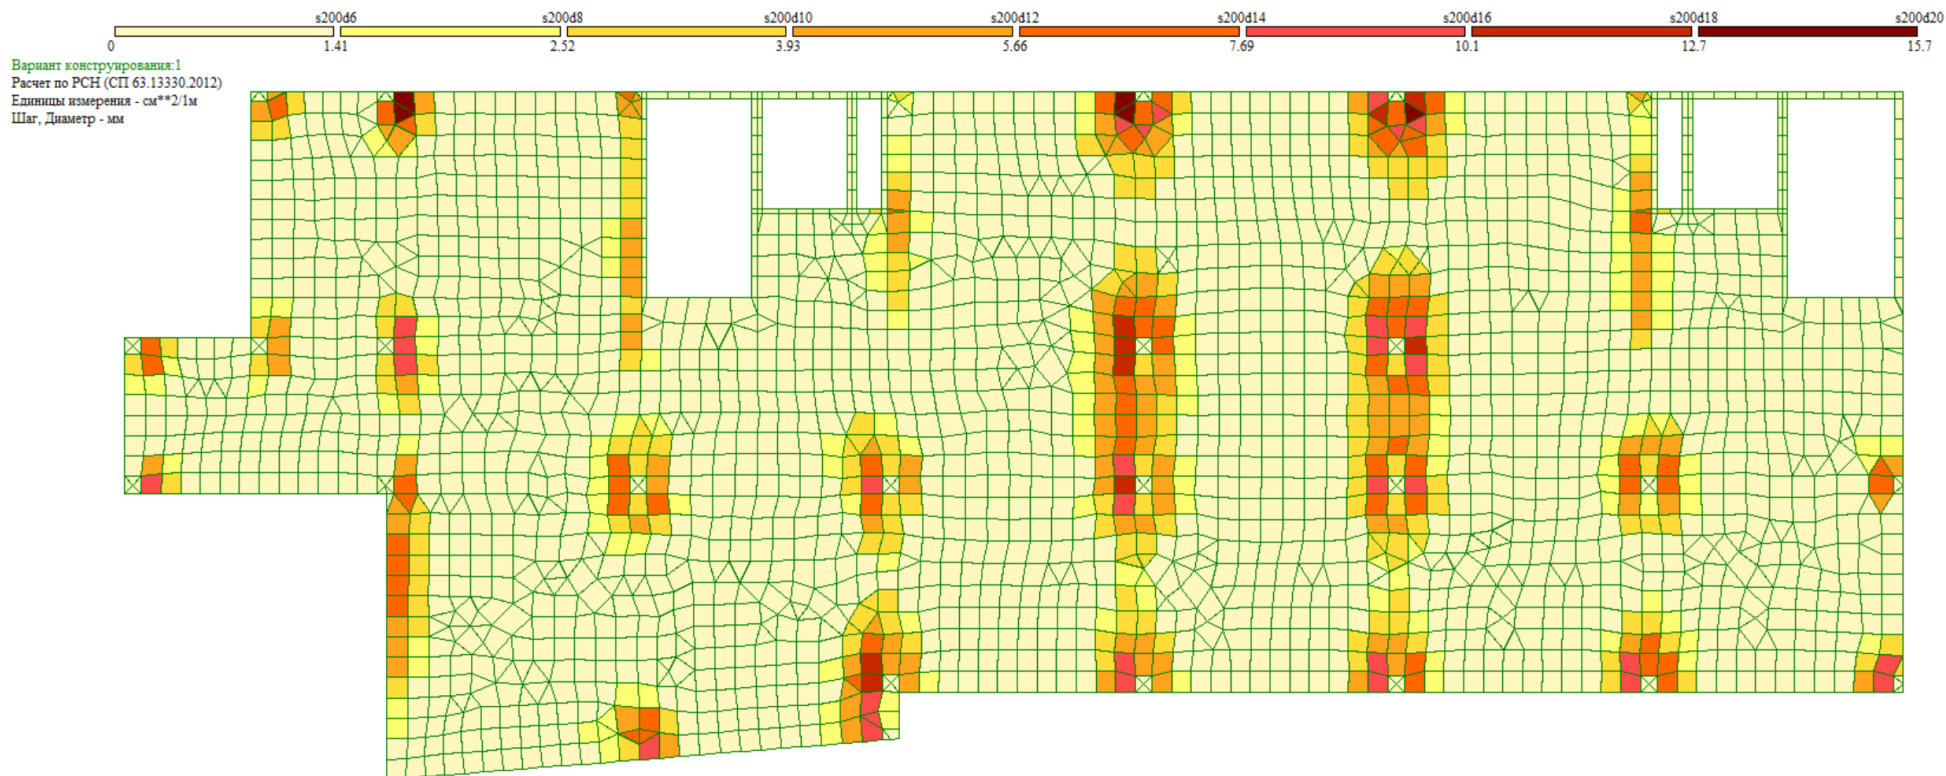 s200d6 s200d8 s200d10 s200d12 s200d14 s200d16 s200d18 s200d20
0 1.41 2.52 3.93 5.66 7.69 10.1 12.7 15.7
Вариант конструирования:1
Расчет по РСН (СП 63.13330.2012)
Единицы измерения - см**2/1м
Шаг, Диаметр - мм